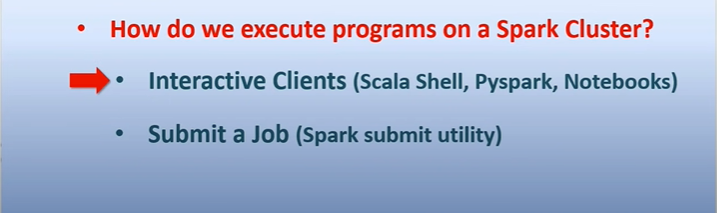 • How do we execute programs on a Spark Cluster?
• Interactive Clients (Scala Shell, Pyspark, Notebooks)
• Submit a Job (Spark submit utility)